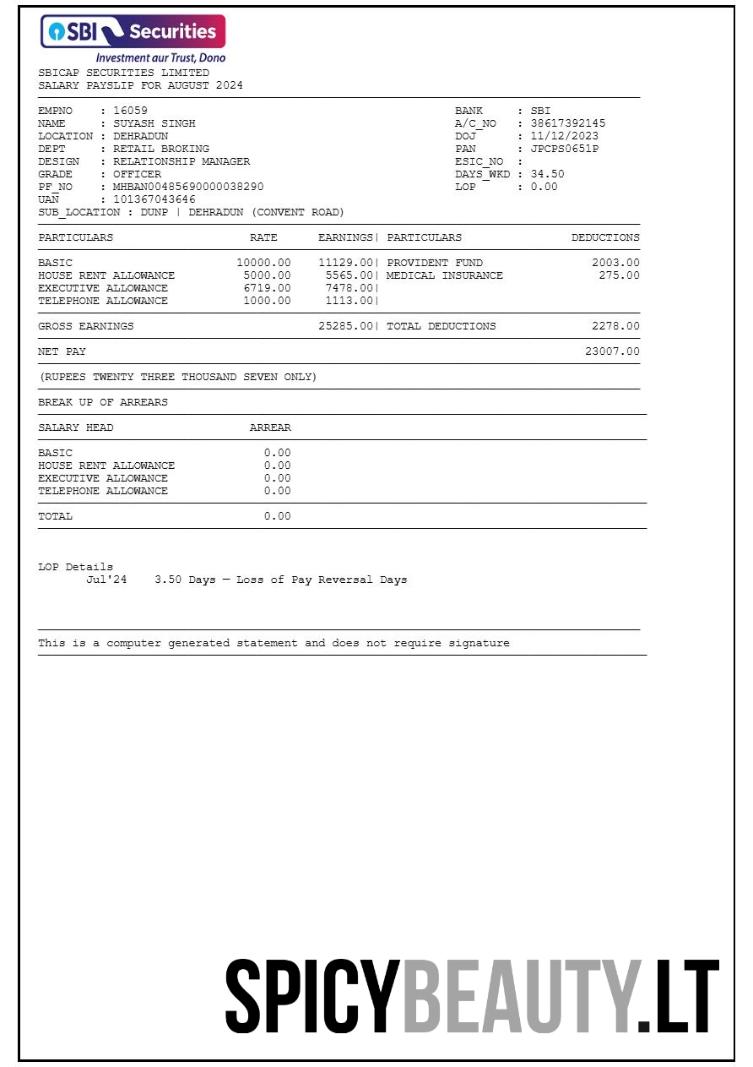 SBI Securities
Investment aur Trust, Dono
SBICAP SECURITIES LIMITED
SALARY PAYSLIP FOR AUGUST 2024
EMPNO : 16059 BANK : SBI
NAME : SUYASH SINGH A/C_NO : 38617392145
LOCATION : DEHRADUN DOJ : 11/12/2023
DEPT : RETAIL BROKING PAN : JPCPS0651P
DESIGN : RELATIONSHIP MANAGER ESIC_NO :
GRADE : OFFICER DAYS_WKD : 34.50
PF_NO : MHBAN00485690000038290 LOP : 0.00
UAN : 101367043646
SUB_LOCATION : DUNP | DEHRADUN (CONVENT ROAD)
PARTICULARS RATE EARNINGS| PARTICULARS DEDUCTIONS
BASIC 10000.00 11129.00| PROVIDENT FUND 2003.00
HOUSE RENT ALLOWANCE 5000.00 5565.00| MEDICAL INSURANCE 275.00
EXECUTIVE ALLOWANCE 6719.00 7478.00|
TELEPHONE ALLOWANCE 1000.00 1113.00|
GROSS EARNINGS 25285.00| TOTAL DEDUCTIONS 2278.00
NET PAY 23007.00
(RUPEES TWENTY THREE THOUSAND SEVEN ONLY)
BREAK UP OF ARREARS
SALARY HEAD ARREAR
BASIC 0.00
HOUSE RENT ALLOWANCE 0.00
EXECUTIVE ALLOWANCE 0.00
TELEPHONE ALLOWANCE 0.00
TOTAL 0.00
LOP Details
Jul'24 3.50 Days – Loss of Pay Reversal Days
This is a computer generated statement and does not require signature
SPICYBEAUTY.LT